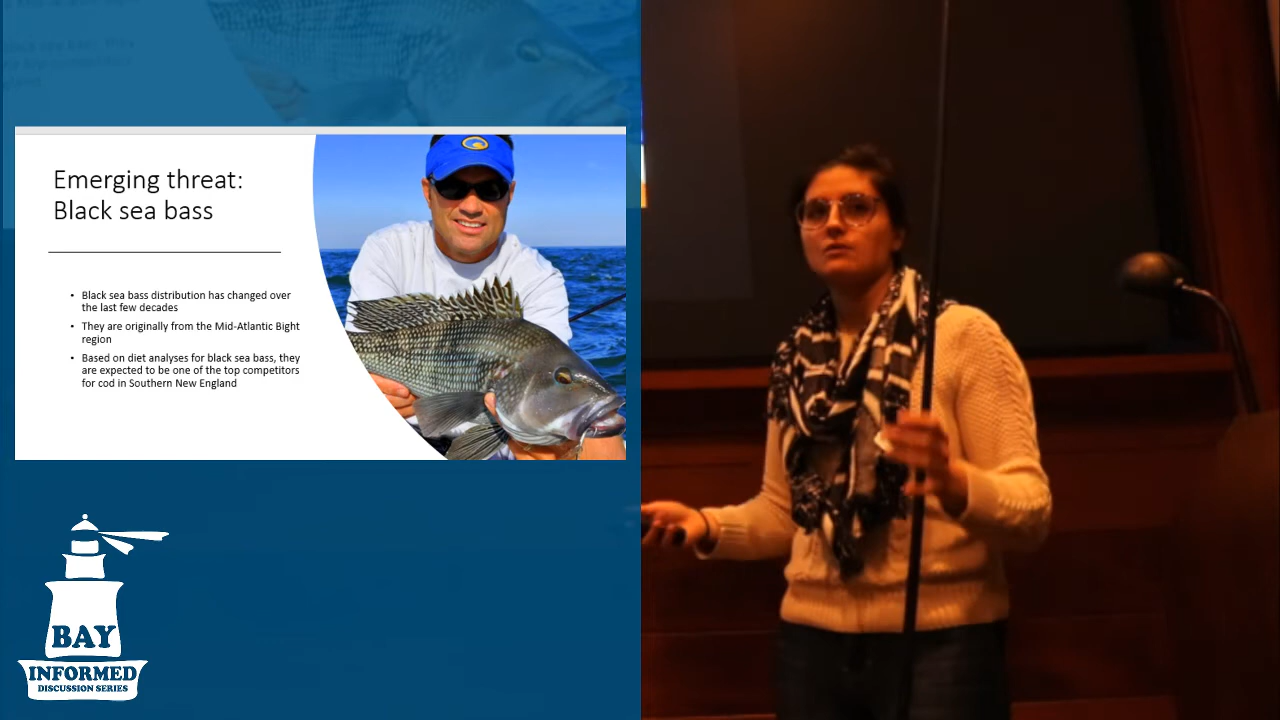 Emerging threat:
Black sea bass
• Black sea bass distribution has changed over
the last few decades
• They are originally from the Mid-Atlantic Bight
region
• Based on diet analyses for black sea bass, they
are expected to be one of the top competitors
for cod in Southern New England
BAY
INFORMED
DISCUSSION SERIES